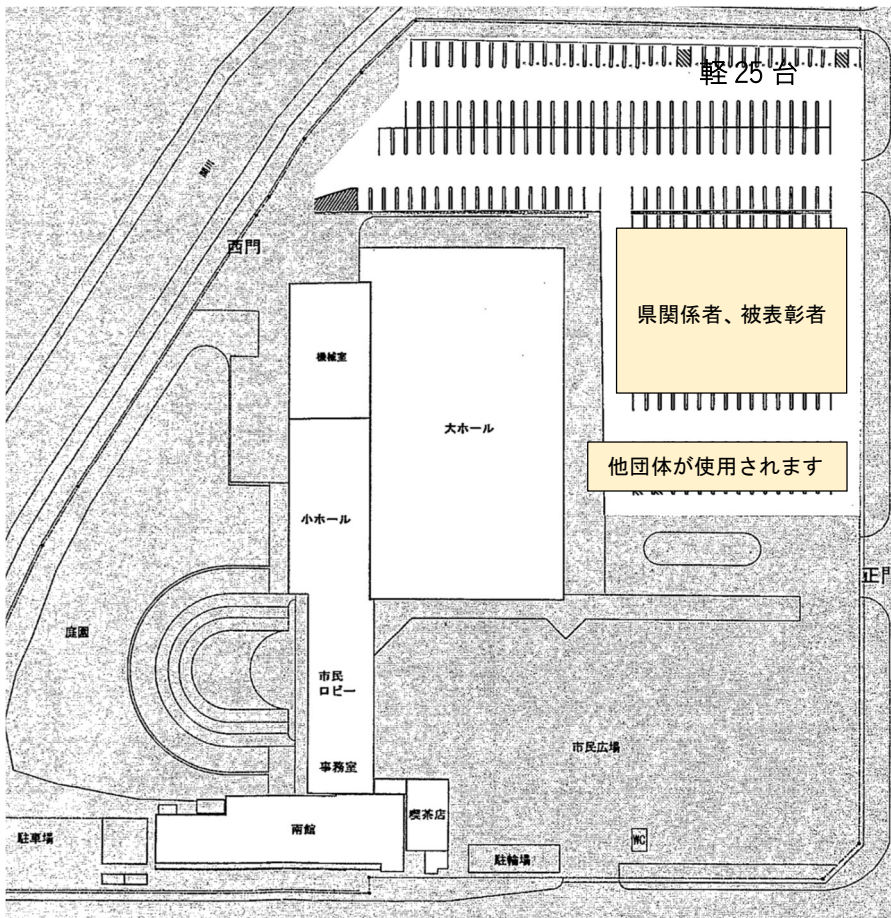 軽25台
西門
県関係者、被表彰者
機械室
大ホール
他団体が使用されます
小ホール
正門
庭園
市民
ロビー
市民広場
事務室
喫茶店
南館
駐車場
WC
駐輪場